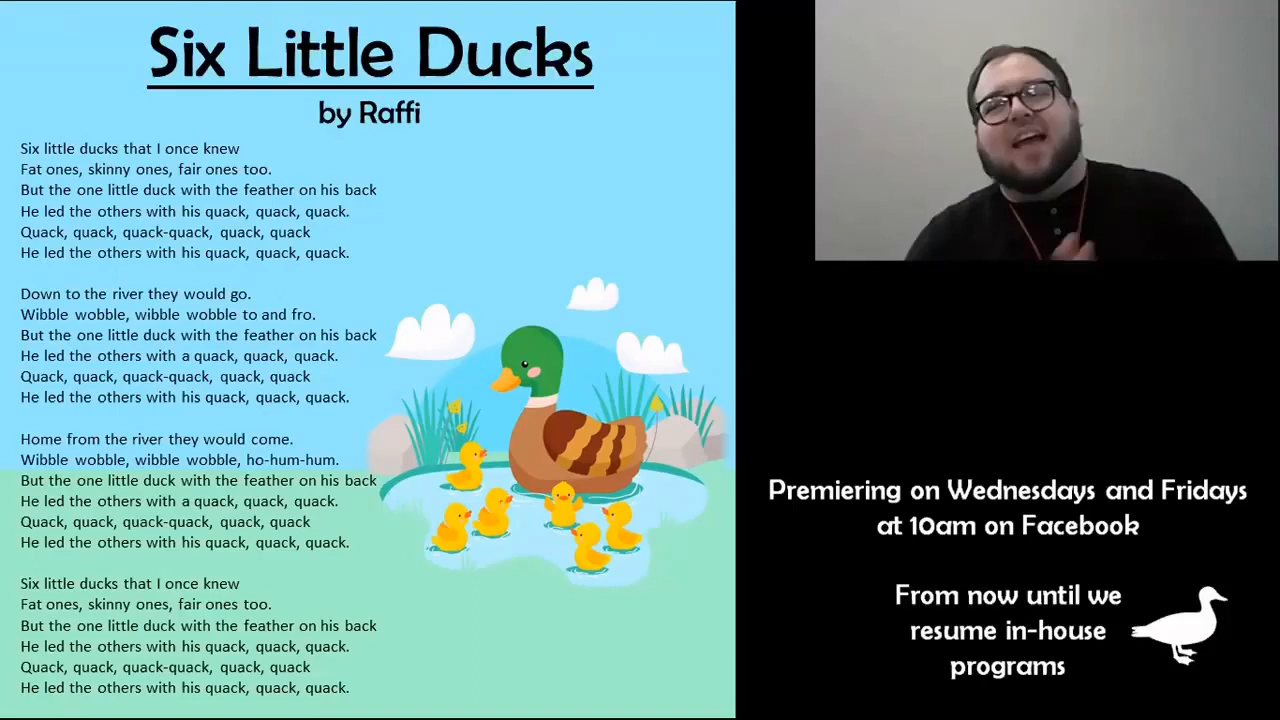 Six Little Ducks
by Raffi
Six little ducks that I once knew
Fat ones, skinny ones, fair ones too.
But the one little duck with the feather on his back
He led the others with his quack, quack, quack.
Quack, quack, quack-quack, quack, quack
He led the others with his quack, quack, quack.
Down to the river they would go.
Wibble wobble, wibble wobble to and fro.
But the one little duck with the feather on his back
He led the others with a quack, quack, quack.
Quack, quack, quack-quack, quack, quack
He led the others with his quack, quack, quack.
Home from the river they would come.
Wibble wobble, wibble wobble, ho-hum-hum.
But the one little duck with the feather on his back
He led the others with a quack, quack, quack.
Quack, quack, quack-quack, quack, quack
He led the others with his quack, quack, quack.
Six little ducks that I once knew
Fat ones, skinny ones, fair ones too.
But the one little duck with the feather on his back
He led the others with his quack, quack, quack.
Quack, quack, quack-quack, quack, quack
He led the others with his quack, quack, quack.
Premiering on Wednesdays and Fridays
at 10am on Facebook
From now until we
resume in-house
programs